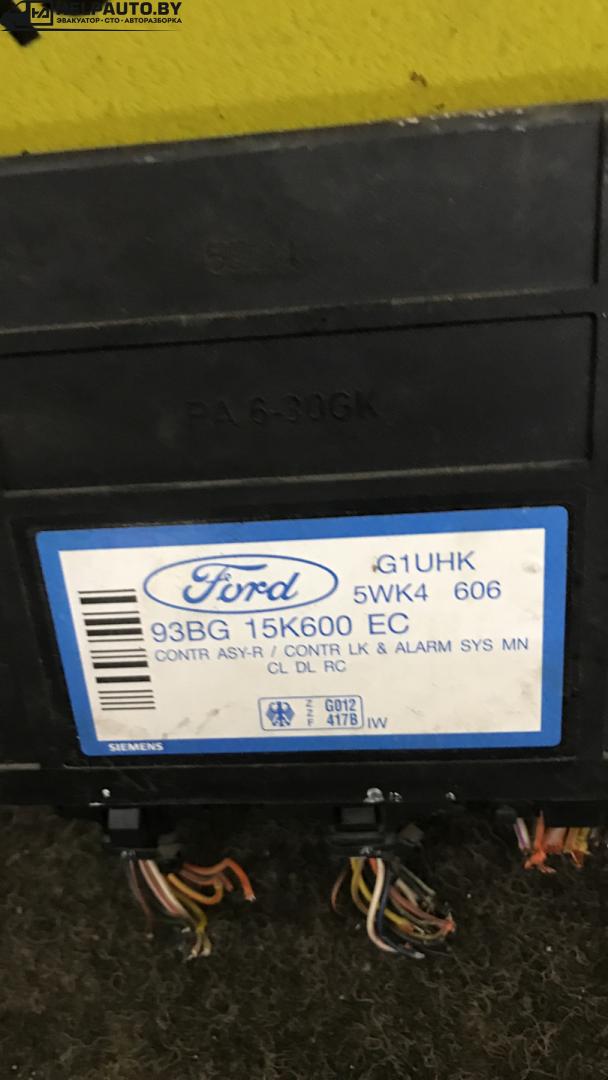 HELPAUTO.BY
ЭВАКУАТОР · СТО · АВТОРАЗБОРКА
PA 6-30GK
Ford
G1UHK
5WK4 606
93BG 15K600 EC
CONTR ASY-R / CONTR LK & ALARM SYS MN
CL DL RC
Z Z F
G012
417B
IW
SIEMENS